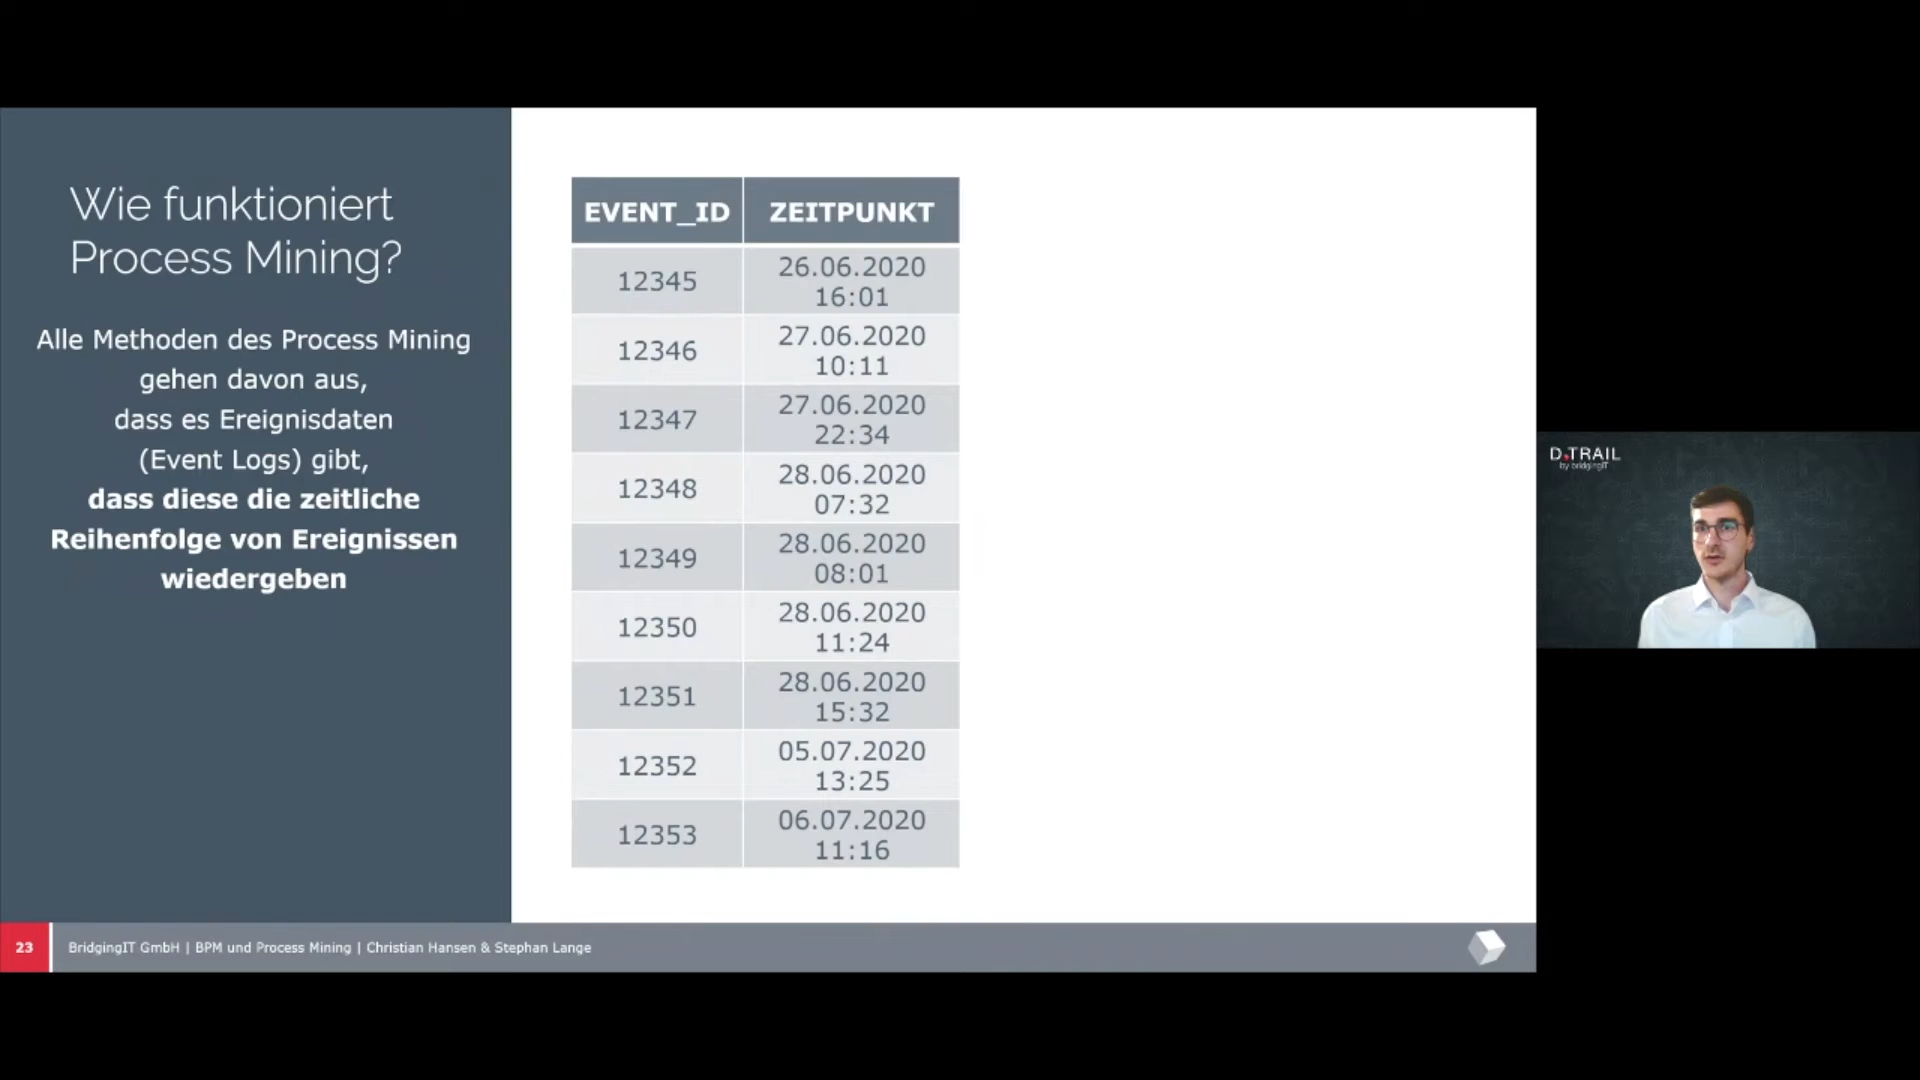 Wie funktioniert
Process Mining?
Alle Methoden des Process Mining
gehen davon aus,
dass es Ereignisdaten
(Event Logs) gibt,
dass diese die zeitliche
Reihenfolge von Ereignissen
wiedergeben
EVENT_ID ZEITPUNKT
12345 26.06.2020
16:01
12346 27.06.2020
10:11
12347 27.06.2020
22:34
12348 28.06.2020
07:32
12349 28.06.2020
08:01
12350 28.06.2020
11:24
12351 28.06.2020
15:32
12352 05.07.2020
13:25
12353 06.07.2020
11:16
D.TRAIL
by bridgingIT
23 BridgingIT GmbH | BPM und Process Mining | Christian Hansen & Stephan Lange